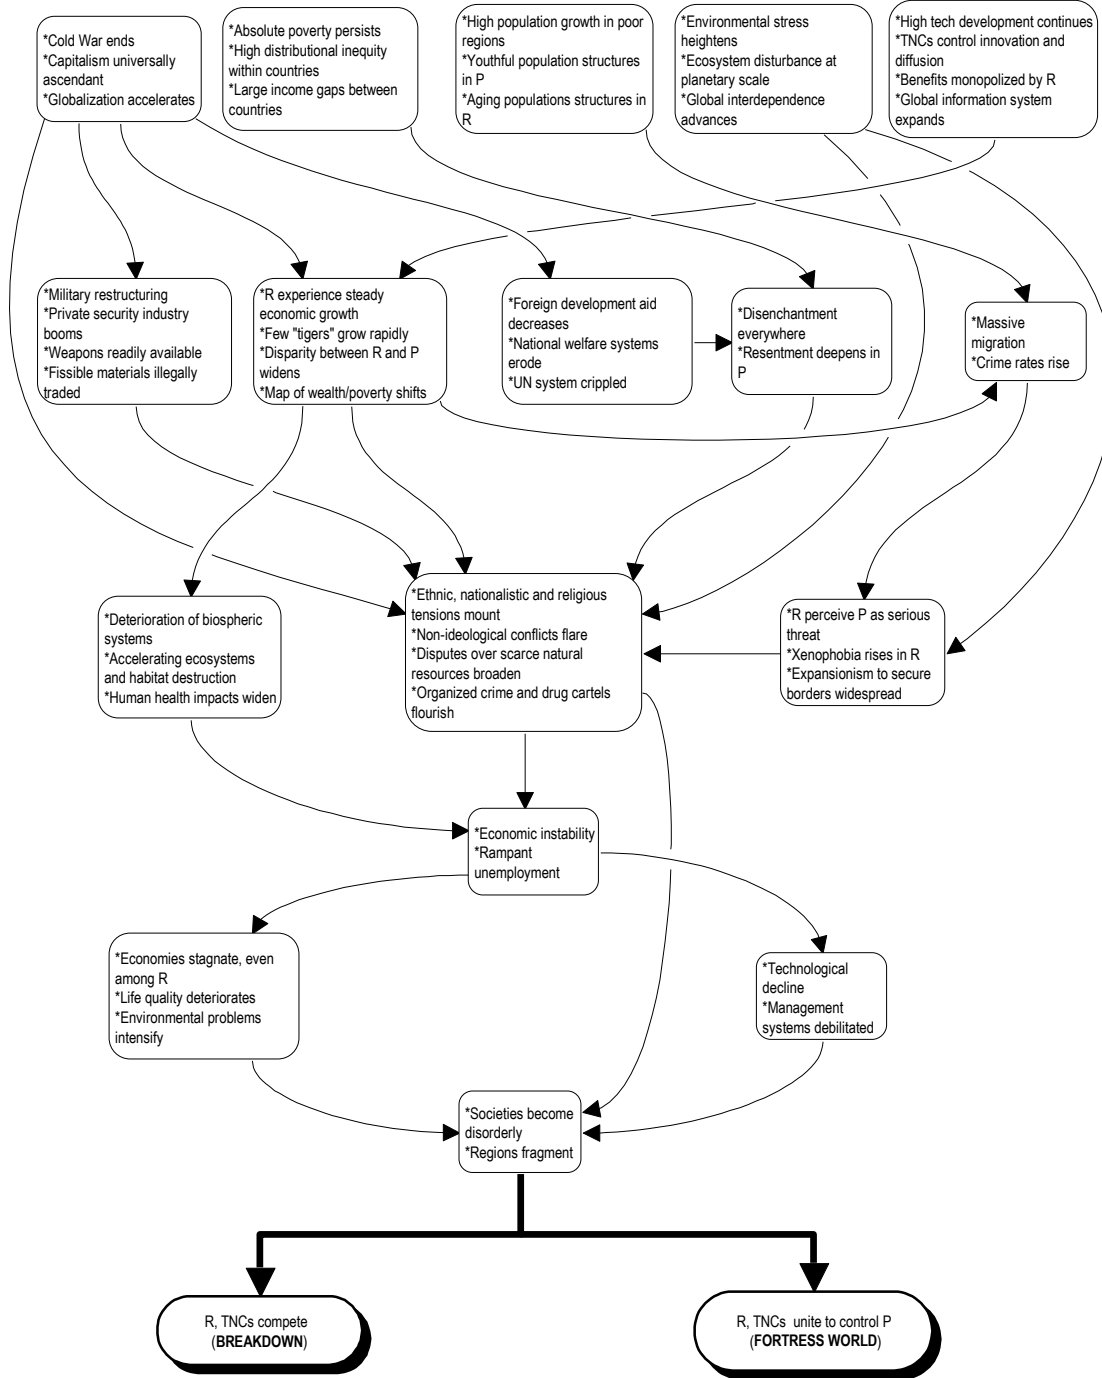 *Cold War ends
*Capitalism universally
ascendant
*Globalization accelerates
*Absolute poverty persists
*High distributional inequity
within countries
*Large income gaps between
countries
*High population growth in poor
regions
*Youthful population structures
in P
*Aging populations structures in
R
*Environmental stress
heightens
*Ecosystem disturbance at
planetary scale
*Global interdependence
advances
*High tech development continues
*TNCs control innovation and
diffusion
*Benefits monopolized by R
*Global information system
expands
*Military restructuring
*Private security industry
booms
*Weapons readily available
*Fissible materials illegally
traded
*R experience steady
economic growth
*Few "tigers" grow rapidly
*Disparity between R and P
widens
*Map of wealth/poverty shifts
*Foreign development aid
decreases
*National welfare systems
erode
*UN system crippled
*Disenchantment
everywhere
*Resentment deepens in
P
*Massive
migration
*Crime rates rise
*Deterioration of biospheric
systems
*Accelerating ecosystems
and habitat destruction
*Human health impacts widen
*Ethnic, nationalistic and religious
tensions mount
*Non-ideological conflicts flare
*Disputes over scarce natural
resources broaden
*Organized crime and drug cartels
flourish
*R perceive P as serious
threat
*Xenophobia rises in R
*Expansionism to secure
borders widespread
*Economic instability
*Rampant
unemployment
*Economies stagnate, even
among R
*Life quality deteriorates
*Environmental problems
intensify
*Technological
decline
*Management
systems debilitated
*Societies become
disorderly
*Regions fragment
R, TNCs compete
(BREAKDOWN)
R, TNCs unite to control P
(FORTRESS WORLD)